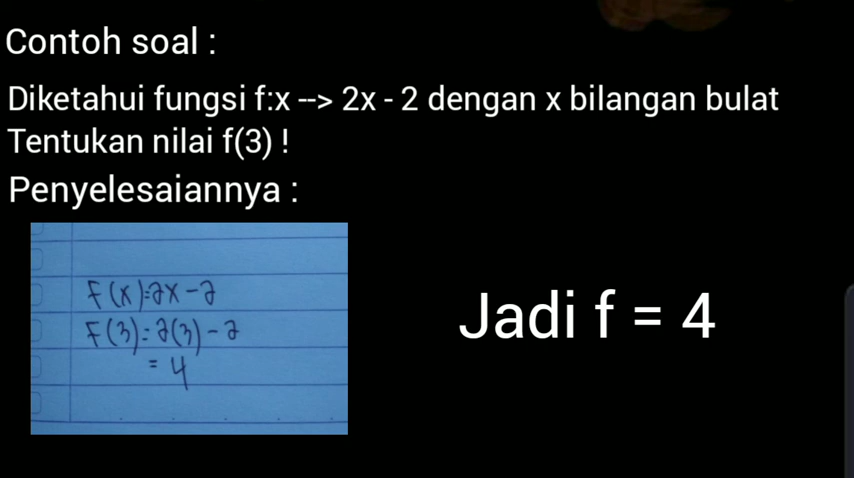 Contoh soal :
Diketahui fungsi f:x --> 2x - 2 dengan x bilangan bulat
Tentukan nilai f(3) !
Penyelesaiannya :
F(x)=2x-2
F(3)=2(3)-2
= 4
Jadi f = 4